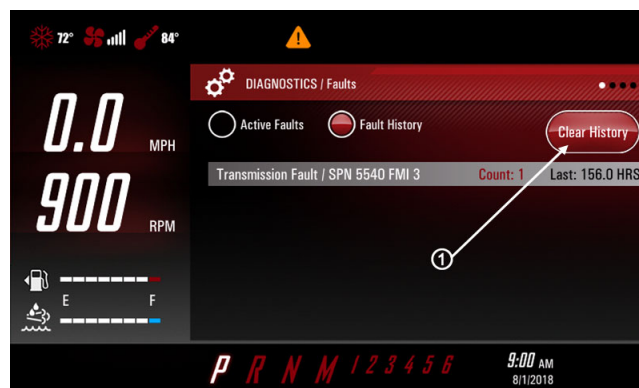 72° 84°
DIAGNOSTICS / Faults
Active Faults Fault History Clear History
0.0 MPH
Transmission Fault / SPN 5540 FMI 3 Count: 1 Last: 156.0 HRS
900 RPM
1
E F
P R N M 1 2 3 4 5 6
9:00 AM
8/1/2018